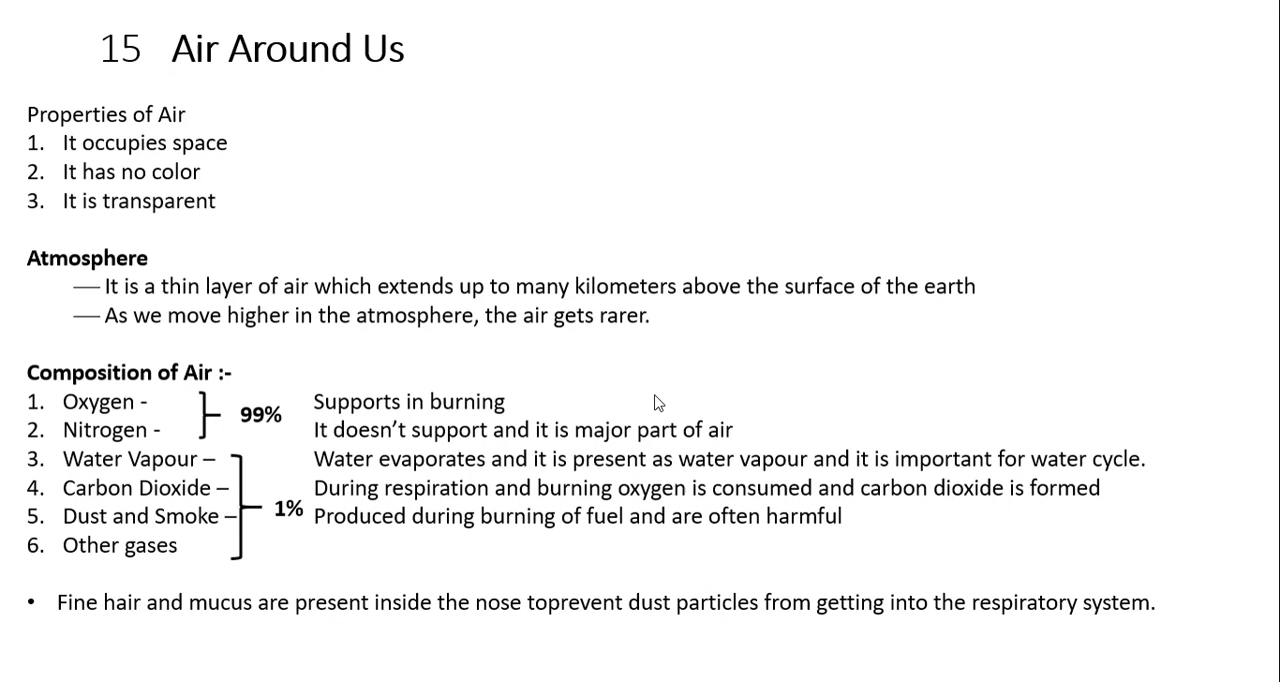 15 Air Around Us
Properties of Air
1. It occupies space
2. It has no color
3. It is transparent
Atmosphere
— It is a thin layer of air which extends up to many kilometers above the surface of the earth
— As we move higher in the atmosphere, the air gets rarer.
Composition of Air :-
1. Oxygen - 99% Supports in burning
2. Nitrogen - It doesn't support and it is major part of air
3. Water Vapour – Water evaporates and it is present as water vapour and it is important for water cycle.
4. Carbon Dioxide – During respiration and burning oxygen is consumed and carbon dioxide is formed
5. Dust and Smoke – 1% Produced during burning of fuel and are often harmful
6. Other gases
• Fine hair and mucus are present inside the nose toprevent dust particles from getting into the respiratory system.